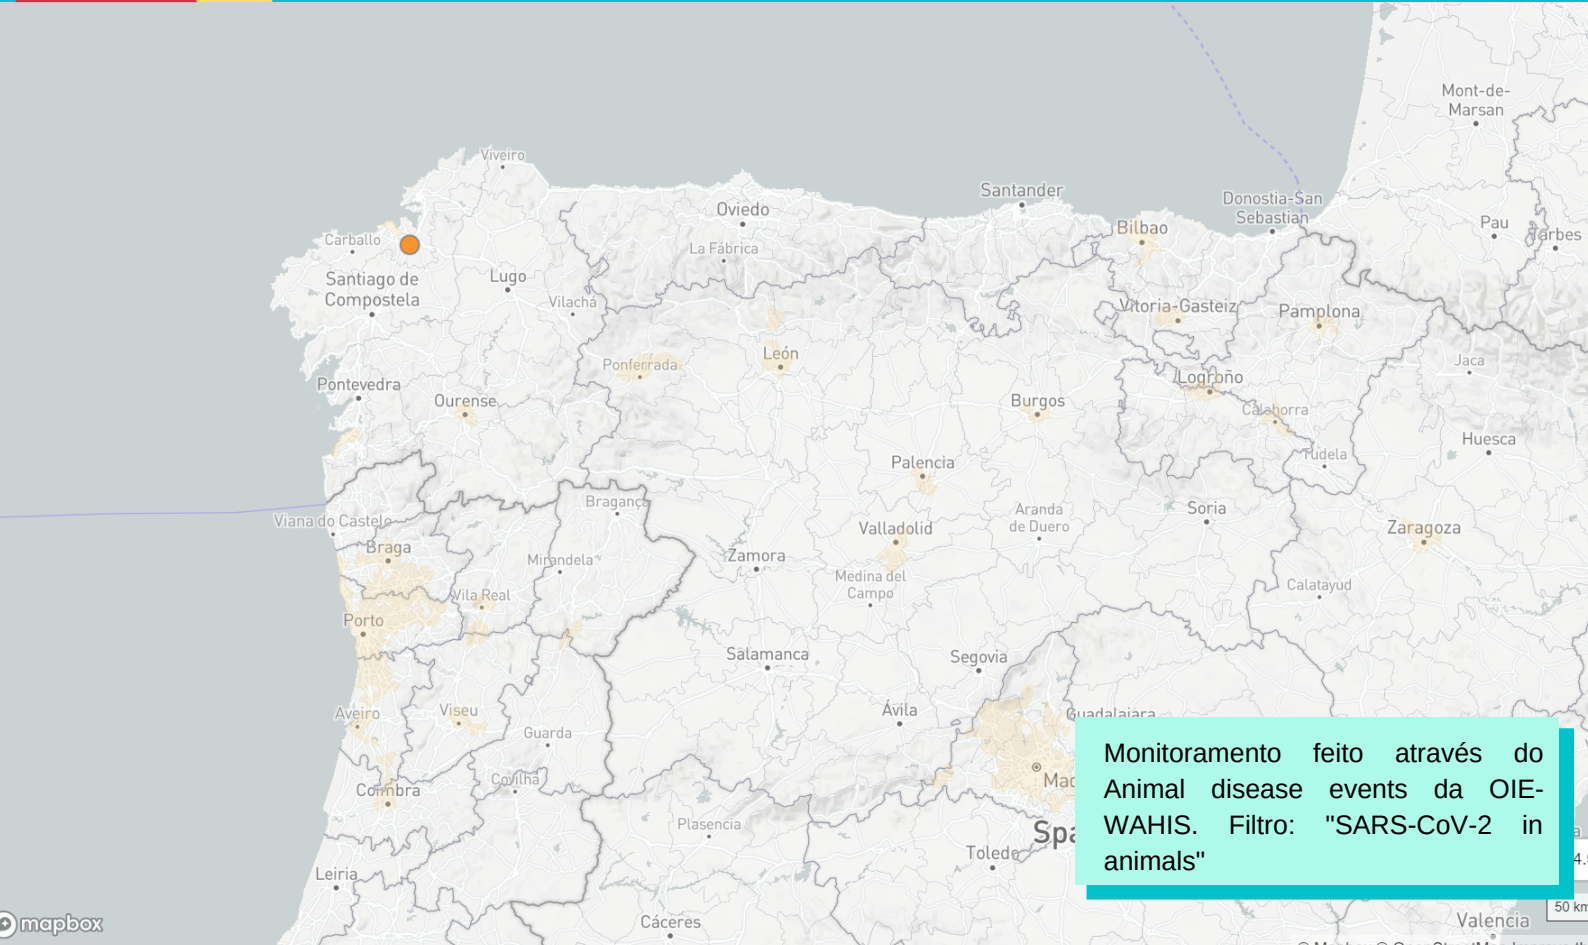 Mont-de-
Marsan
Viveiro
Santander
Donostia-San
Sebastian
Oviedo
Pau
Bilbao
Carballo
La Fábrica
Santiago de
Compostela
Lugo
Vilachá
Vitoria-Gasteiz
Pamplona
León
Ponferrada
Jaca
Pontevedra
Logroño
Ourense
Burgos
Calahorra
Huesca
Palencia
Tudela
Bragança
Soria
Aranda
de Duero
Viana do Castelo
Valladolid
Zaragoza
Braga
Zamora
Mirandela
Medina del
Campo
Calatayud
Vila Real
Porto
Salamanca
Segovia
Aveiro
Viseu
Ávila
Guadalajara
Guarda
Covilhã
Coimbra
Plasencia
Toledo
Leiria
Cáceres
Valencia
Monitoramento feito através do
Animal disease events da OIE-
WAHIS. Filtro: "SARS-CoV-2 in
animals"
50 km
mapbox